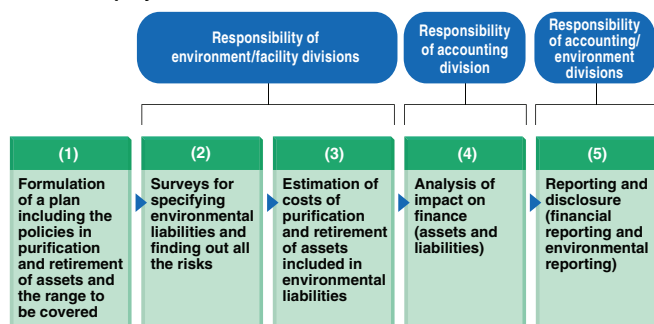 Responsibility of
environment/facility divisions
Responsibility
of accounting
division
Responsibility
of accounting/
environment
divisions
(1)
Formulation
of a plan
including the
policies in
purification
and retirement
of assets and
the range to
be covered
(2)
Surveys for
specifying
environmental
liabilities and
finding out all
the risks
(3)
Estimation of
costs of
purification
and retirement
of assets
included in
environmental
liabilities
(4)
Analysis of
impact on
finance
(assets and
liabilities)
(5)
Reporting and
disclosure
(financial
reporting and
environmental
reporting)